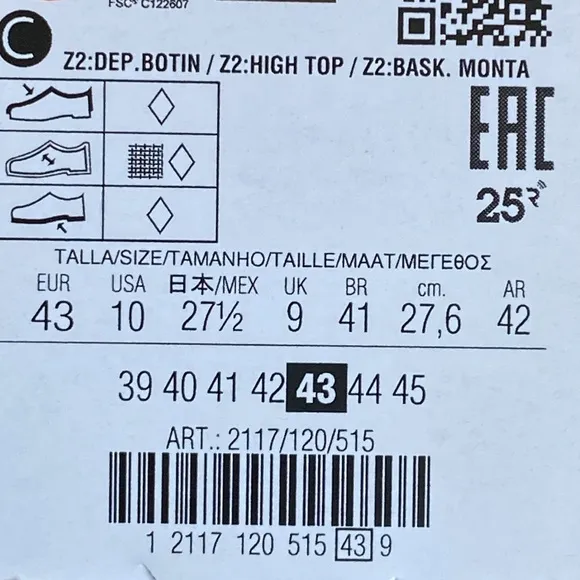 FSC® C122607
C
Z2:DEP.BOTIN / Z2:HIGH TOP / Z2:BASK. MONTA
EAC
25
TALLA/SIZE/TAMANHO/TAILLE/MAAT/ΜΕΓΕΘΟΣ
EUR USA 日本/MEX UK BR cm. AR
43 10 27½ 9 41 27,6 42
39 40 41 42 43 44 45
ART.: 2117/120/515
1 2117 120 515 43 9